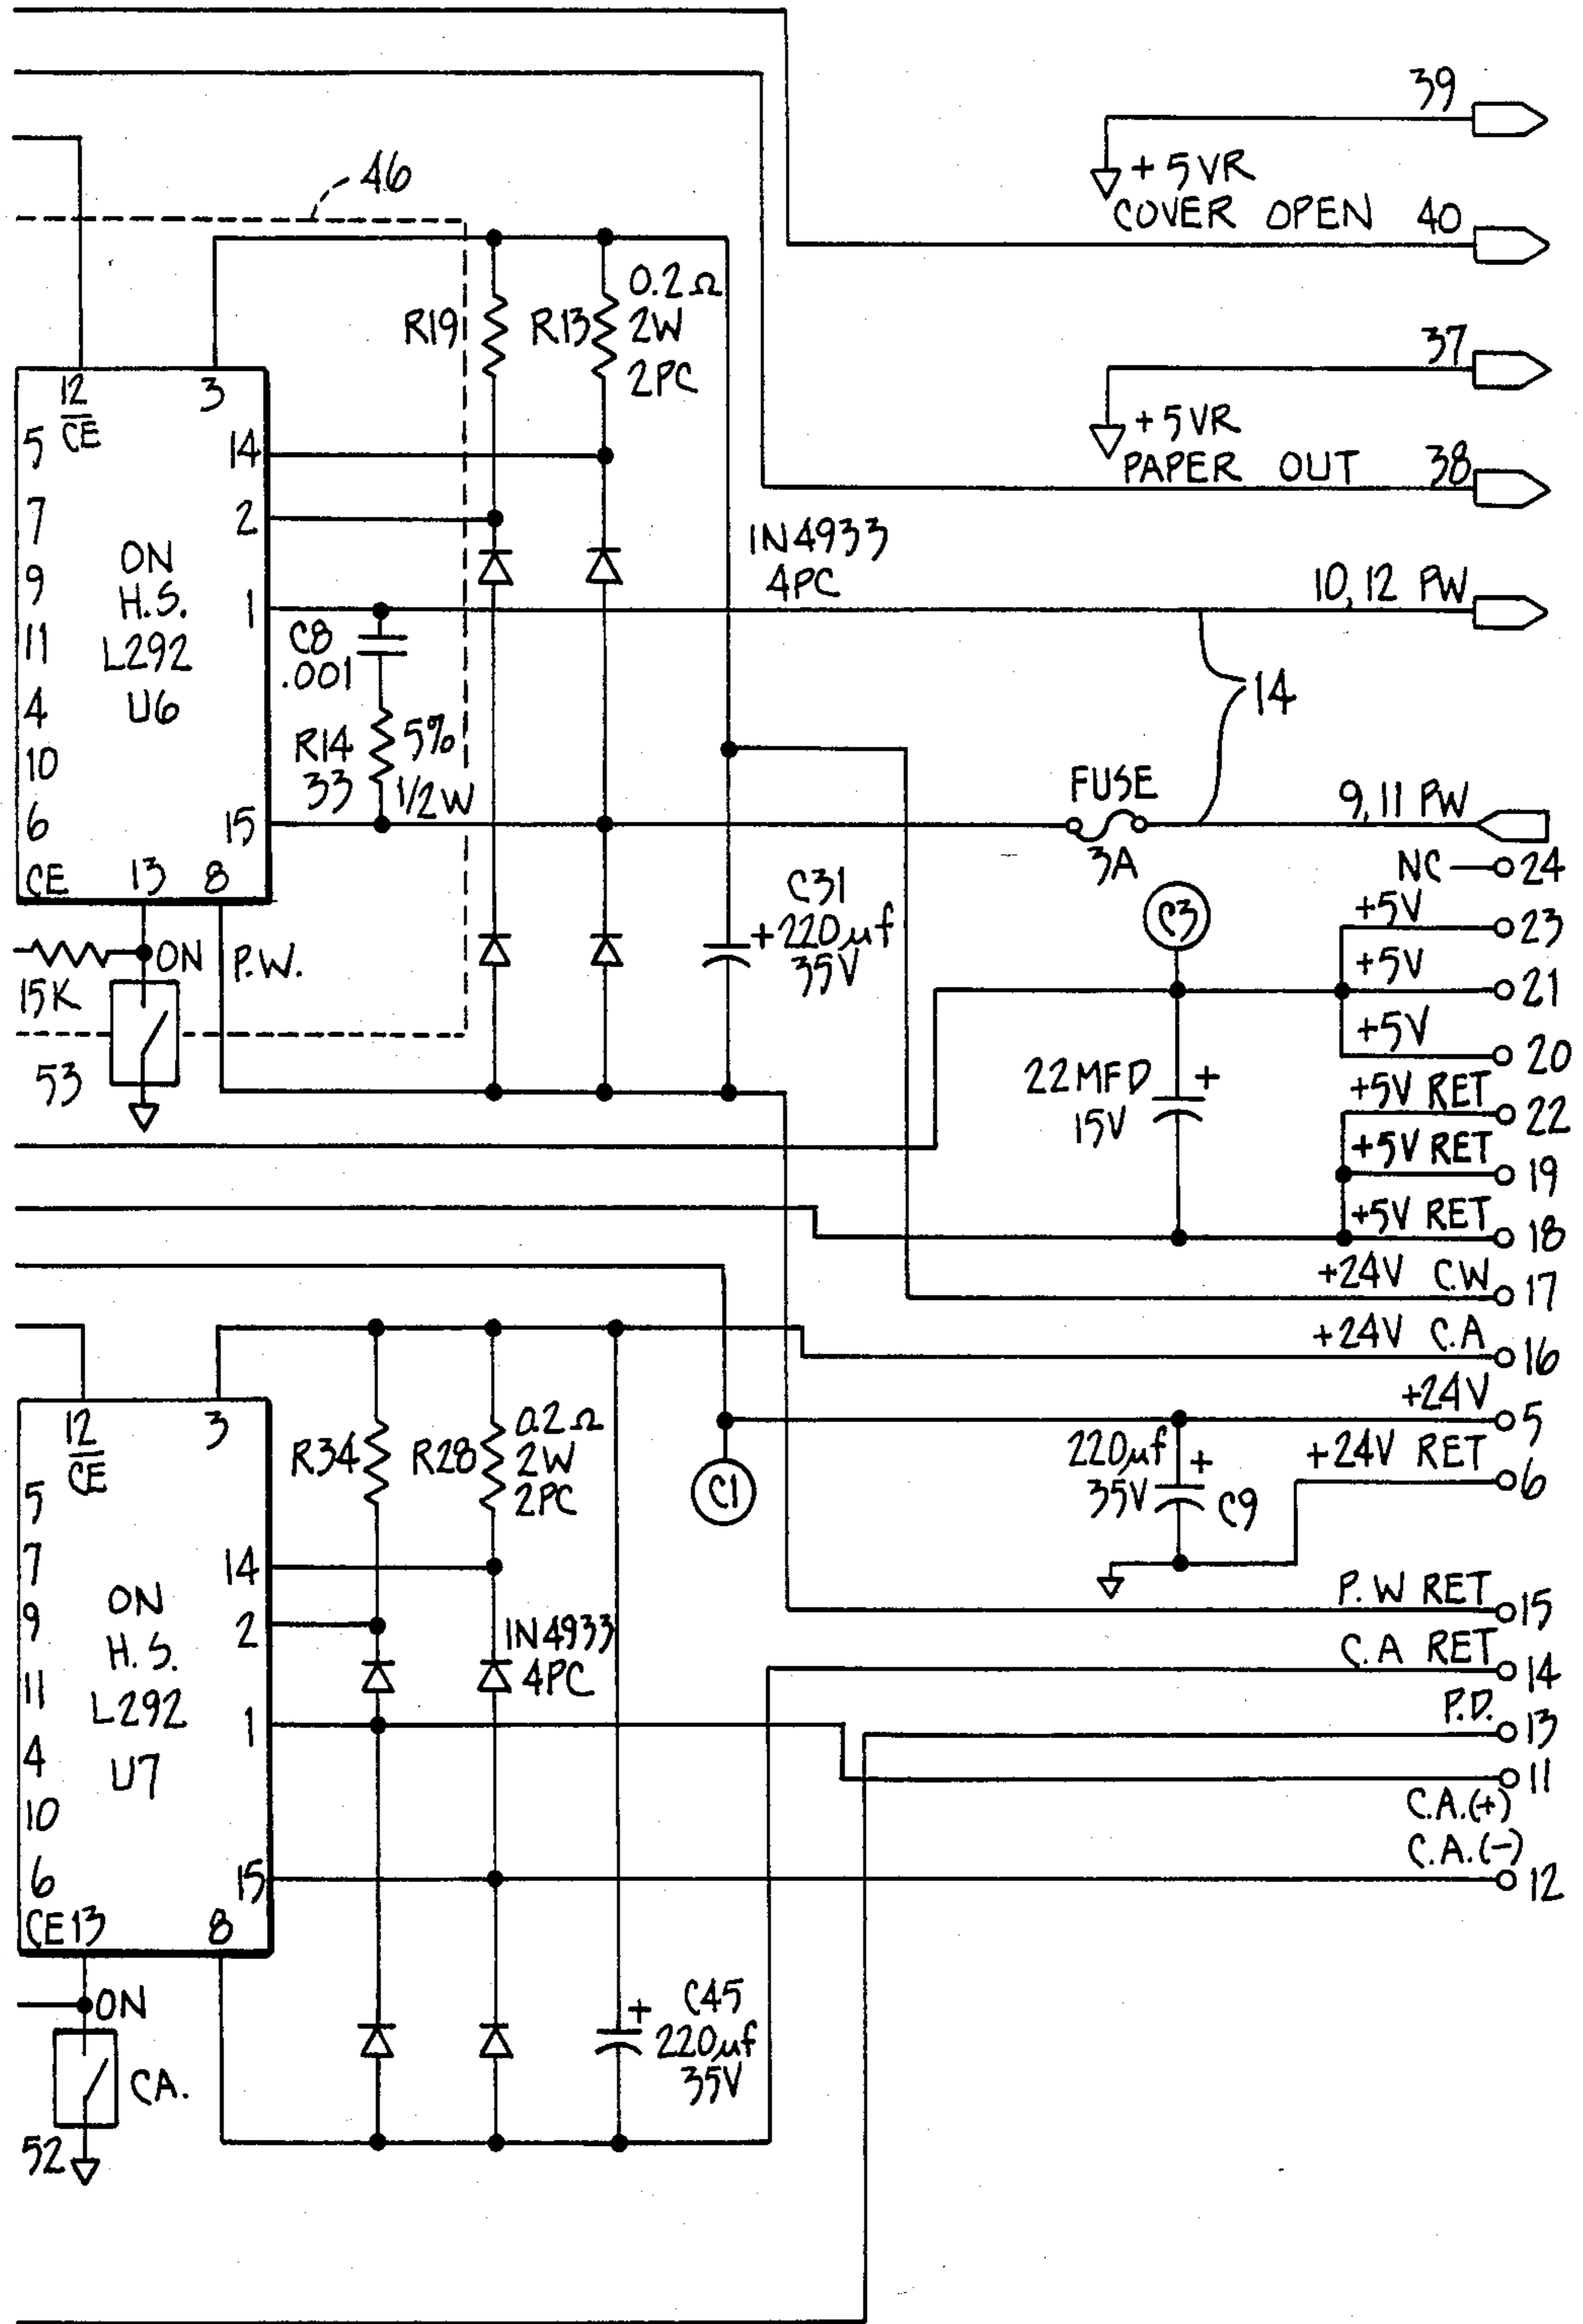 39
+5VR
COVER OPEN 40
46
R19
R13
0.2Ω
2W
2PC
37
+5VR
PAPER OUT 38
12
CE
3
5
14
7
2
9
1
11
4
10
6
15
CE 13 8
ON
H.S.
L292
U6
IN4933
4PC
10, 12 PW
C8
.001
R14
33
5%
1/2W
14
FUSE
3A
9, 11 PW
NC 24
C3
+5V 23
+5V 21
+5V 20
C31
+220µf
35V
ON P.W.
15K
53
22MFD +
15V
+5V RET 22
+5V RET 19
+5V RET 18
+24V C.W 17
+24V C.A 16
+24V 5
+24V RET 6
C1
220µf +
35V C9
12
CE
3
R34
R28
0.2Ω
2W
2PC
5
7
14
9
2
11
1
4
10
6
15
CE 13 8
ON
H.S.
L292
U7
IN4933
4PC
P.W RET 15
C.A RET 14
P.D. 13
11
C.A.(+)
C.A.(-)
12
ON
CA.
52
+ C45
220µf
35V